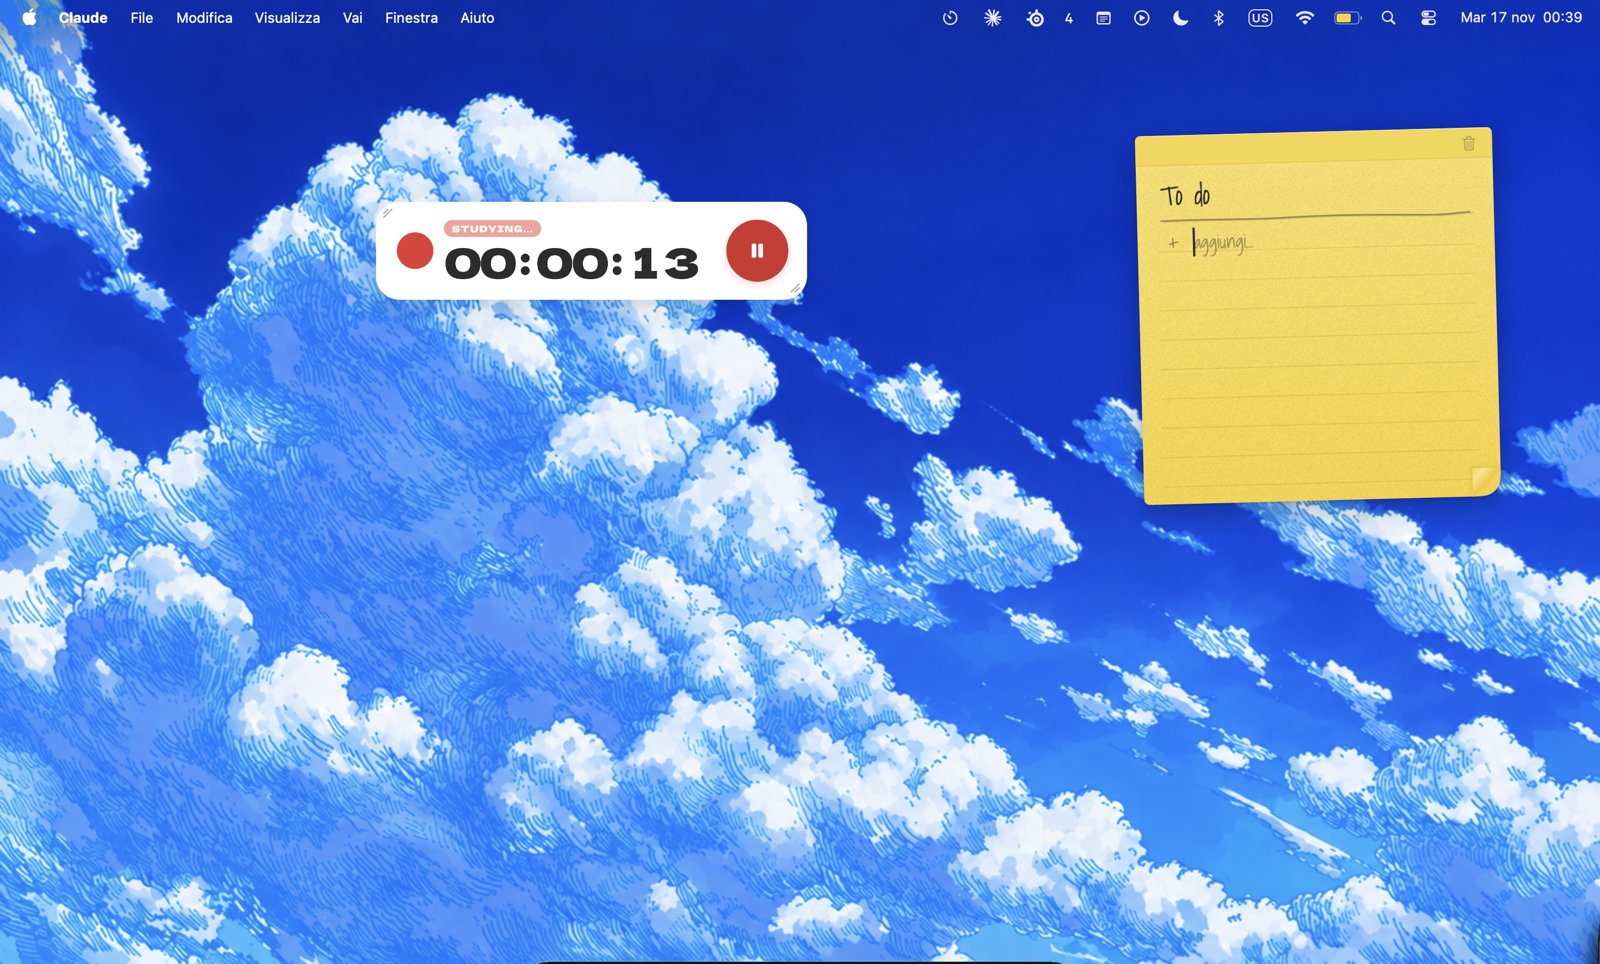 Claude File Modifica Visualizza Vai Finestra Aiuto 4 US Mar 17 nov 00:39
To do
STUDYING...
+ aggiungi...
00:00:13